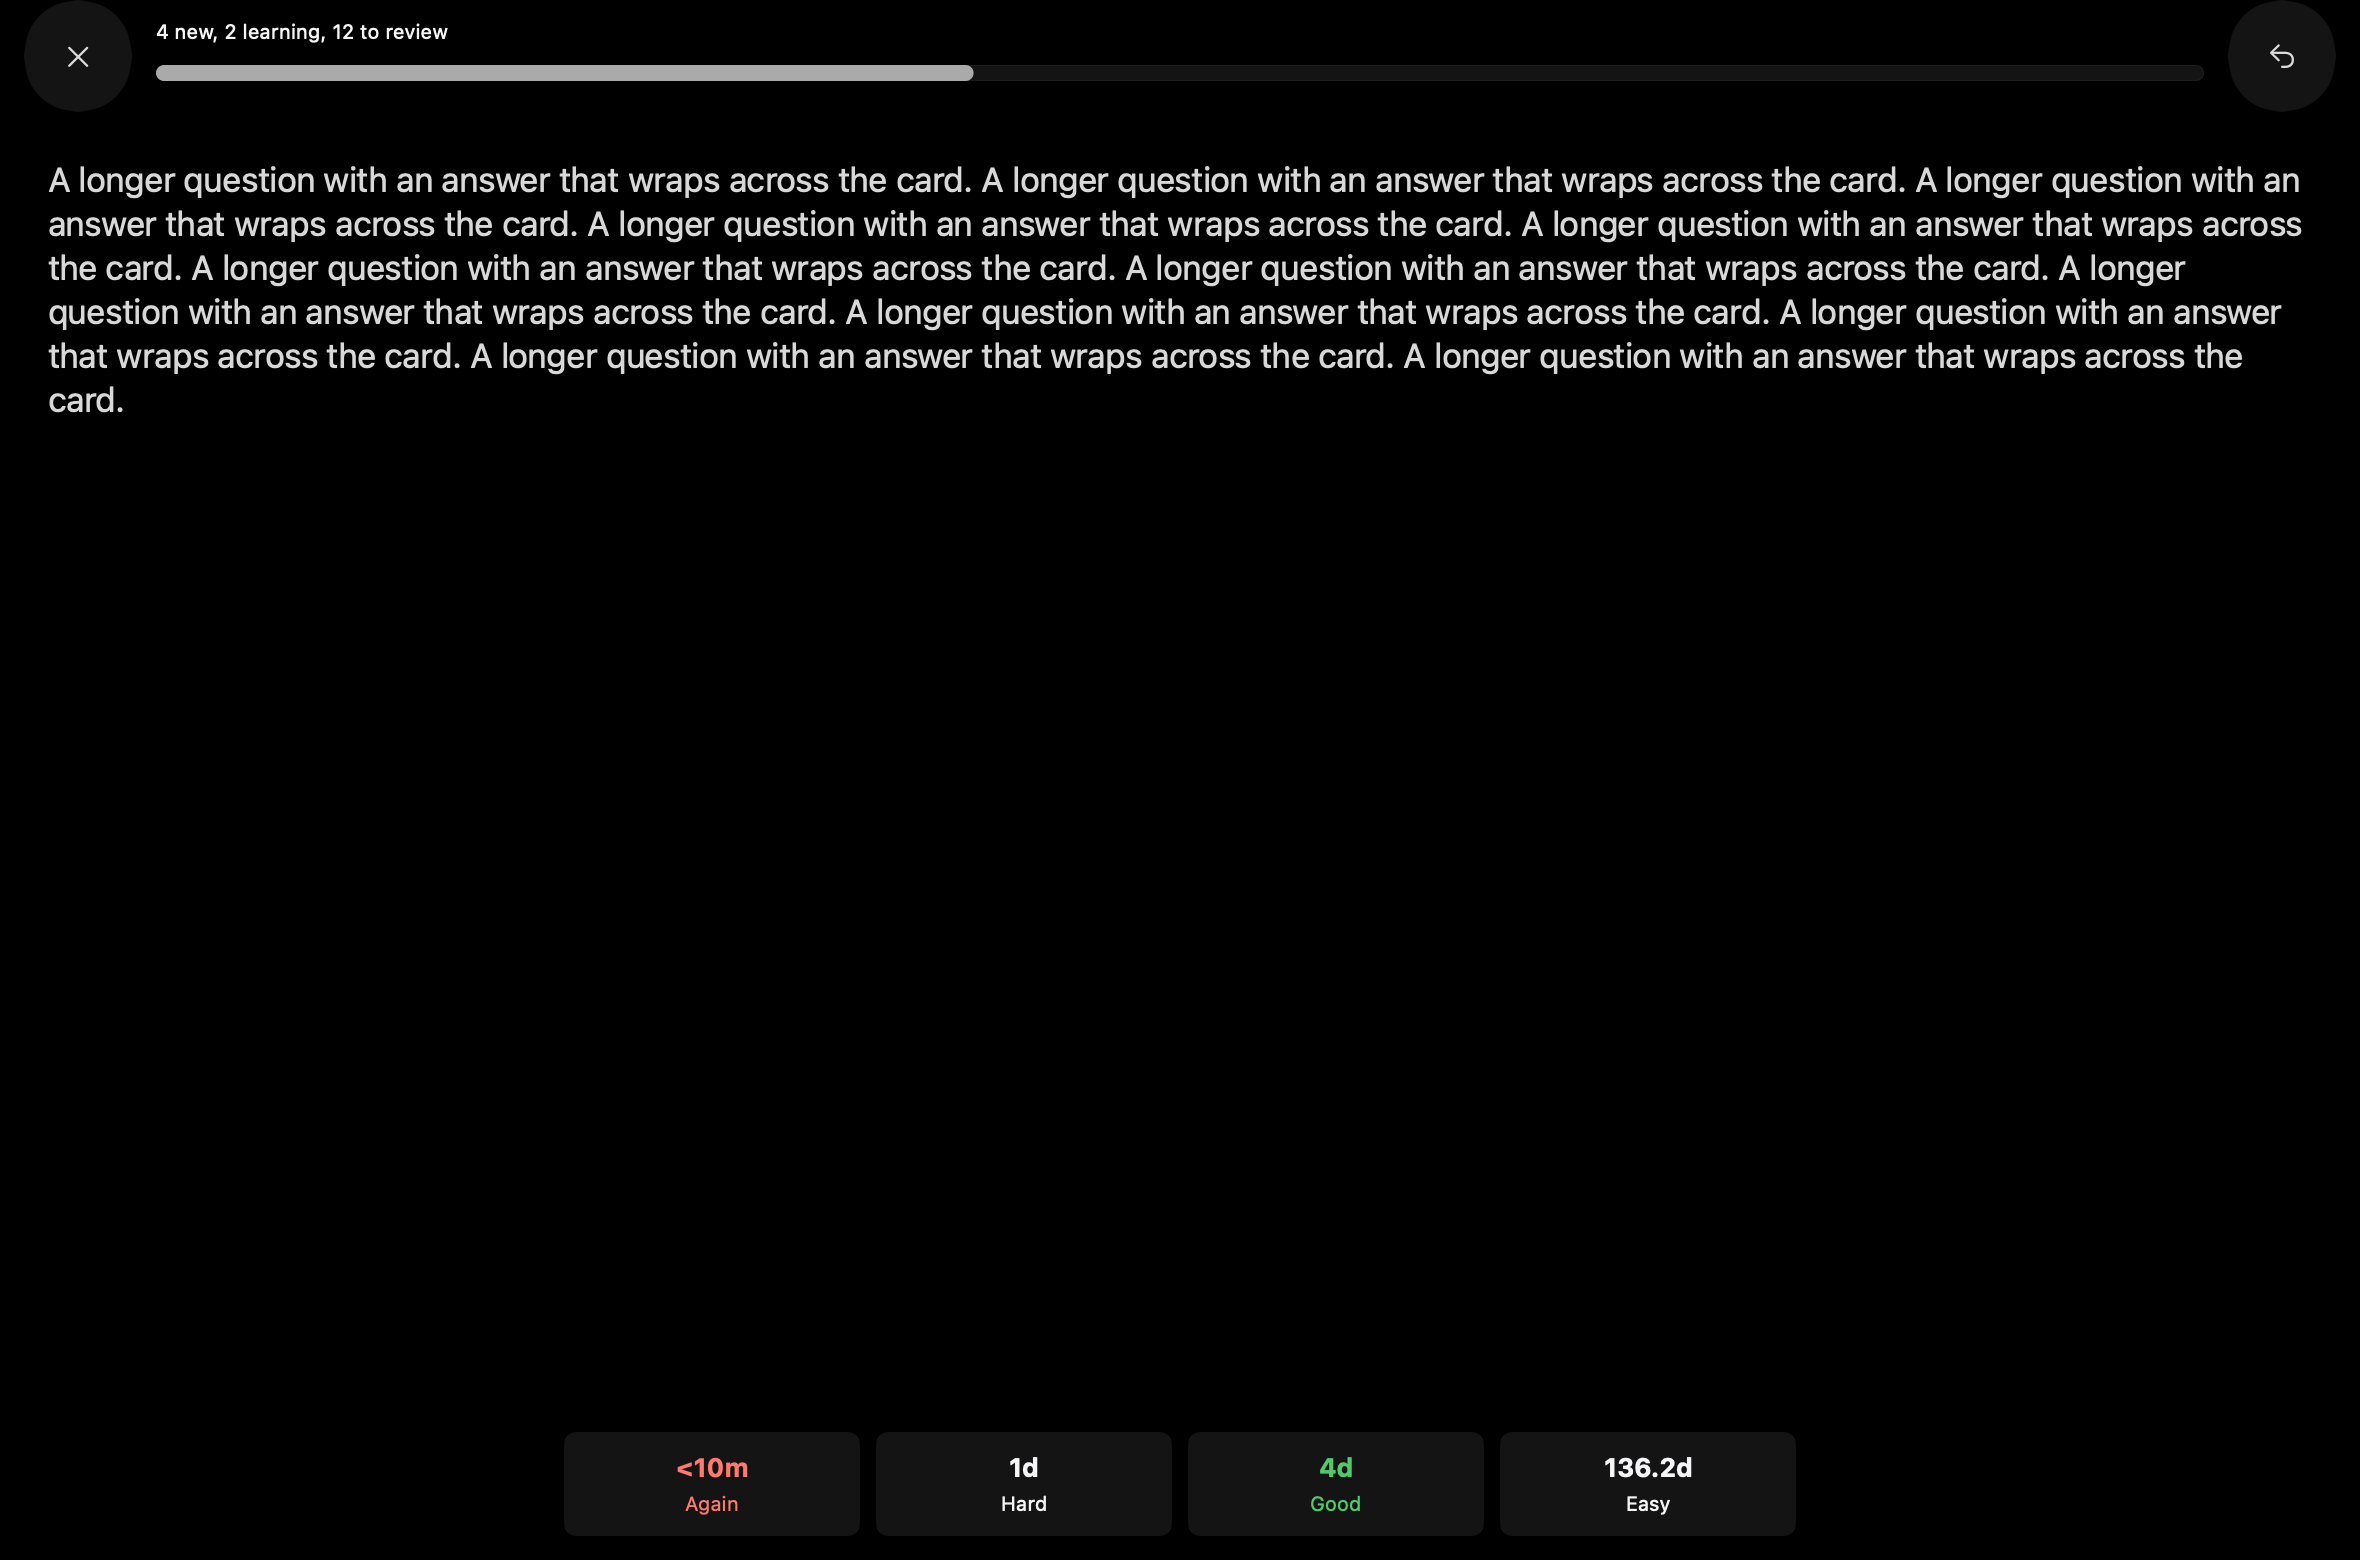 4 new, 2 learning, 12 to review
A longer question with an answer that wraps across the card. A longer question with an answer that wraps across the card. A longer question with an
answer that wraps across the card. A longer question with an answer that wraps across the card. A longer question with an answer that wraps across
the card. A longer question with an answer that wraps across the card. A longer question with an answer that wraps across the card. A longer
question with an answer that wraps across the card. A longer question with an answer that wraps across the card. A longer question with an answer
that wraps across the card. A longer question with an answer that wraps across the card. A longer question with an answer that wraps across the
card.
<10m
Again
1d
Hard
4d
Good
136.2d
Easy